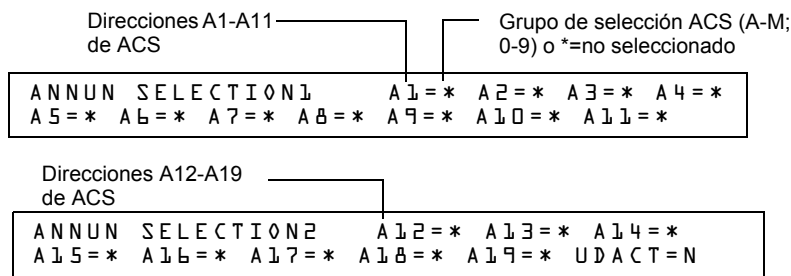 Direcciones A1-A11
de ACS
Grupo de selección ACS (A-M;
0-9) o *=no seleccionado
ANNUN SELECTION1 A1=* A2=* A3=* A4=*
A5=* A6=* A7=* A8=* A9=* A10=* A11=*
Direcciones A12-A19
de ACS
ANNUN SELECTION2 A12=* A13=* A14=*
A15=* A16=* A17=* A18=* A19=* UDACT=N